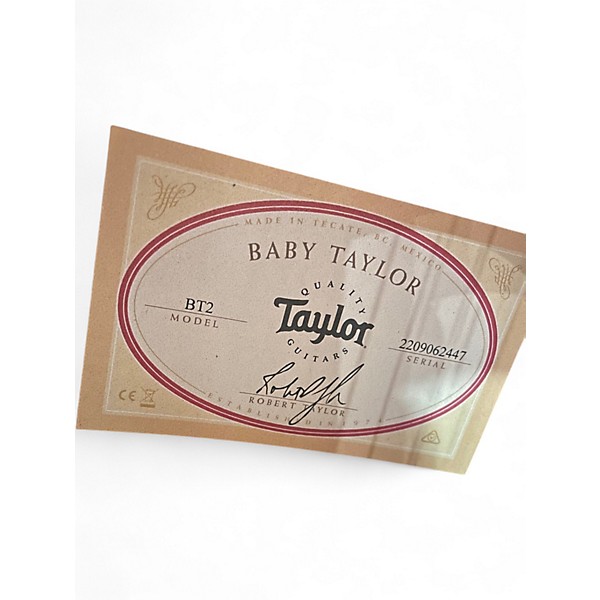 MADE IN TECATE, BC, MEXICO
BABY TAYLOR
QUALITY
Taylor
GUITARS
BT2
MODEL
2209062447
SERIAL
ROBERT TAYLOR
ESTABLISHED IN 1974
CE